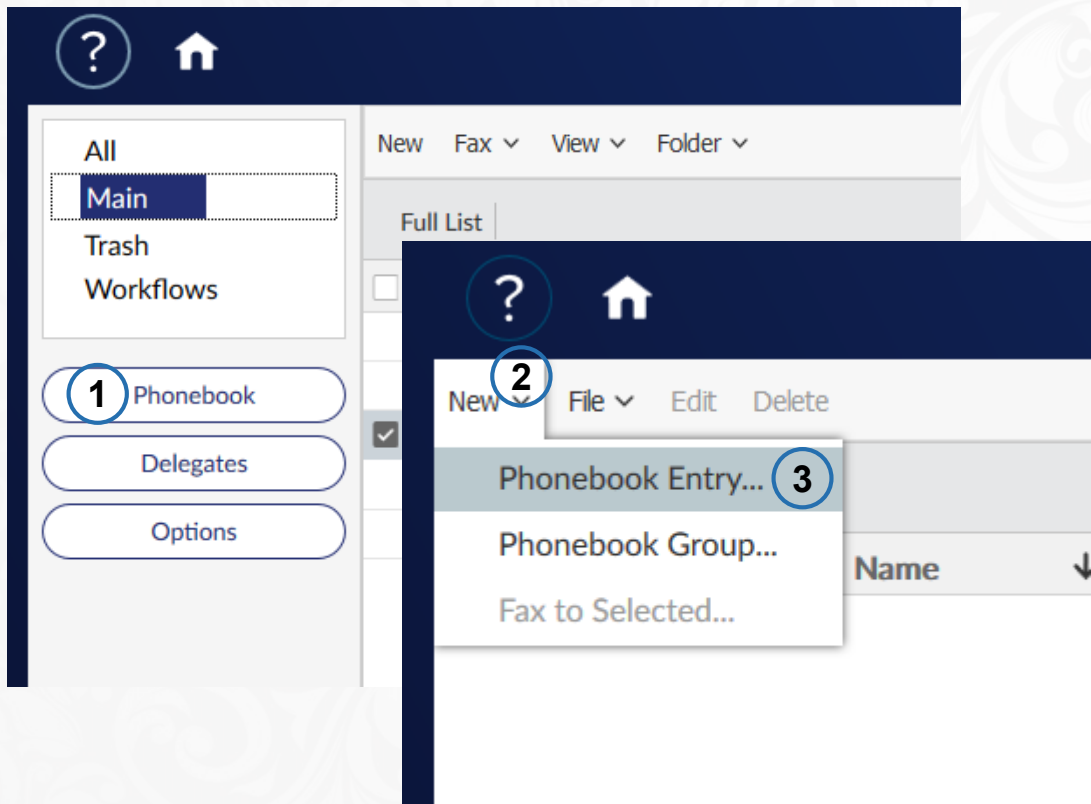 ?
All
Main
Trash
Workflows
1 Phonebook
Delegates
Options
New Fax View Folder
Full List
?
2
New File Edit Delete
Phonebook Entry... 3
Phonebook Group...
Fax to Selected...
Name